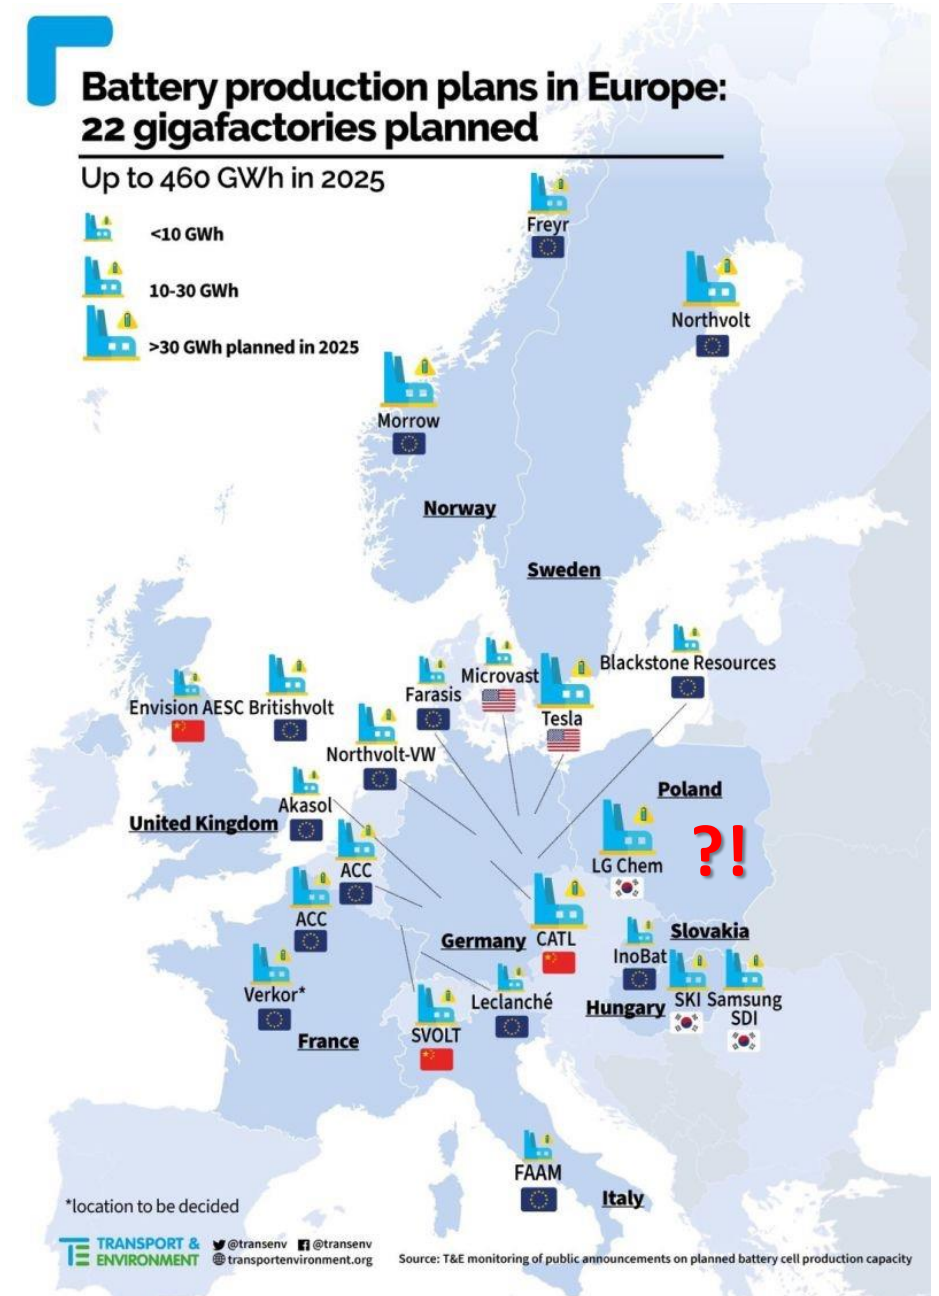 Battery production plans in Europe:
22 gigafactories planned
Up to 460 GWh in 2025
<10 GWh
10-30 GWh
>30 GWh planned in 2025
Freyr
Northvolt
Morrow
Norway
Sweden
Envision AESC
Britishvolt
Northvolt-VW
Farasis
Microvast
Tesla
Blackstone Resources
Akasol
United Kingdom
ACC
ACC
Poland
LG Chem
?!
Verkor*
France
Germany
CATL
Slovakia
InoBat
Hungary
SKI
Samsung
SDI
SVOLT
Leclanché
FAAM
Italy
*location to be decided
TRANSPORT &
ENVIRONMENT
@transenv @transenv
transportenvironment.org
Source: T&E monitoring of public announcements on planned battery cell production capacity